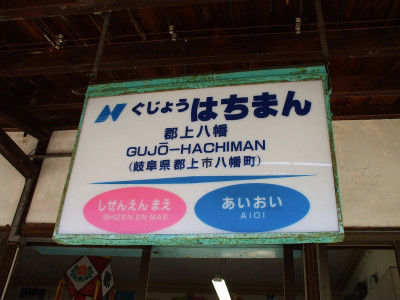 ぐじょうはちまん
郡上八幡
GUJŌ-HACHIMAN
(岐阜県郡上市八幡町)
しぜんえんまえ
SHIZEN EN MAE
あいおい
AIOI